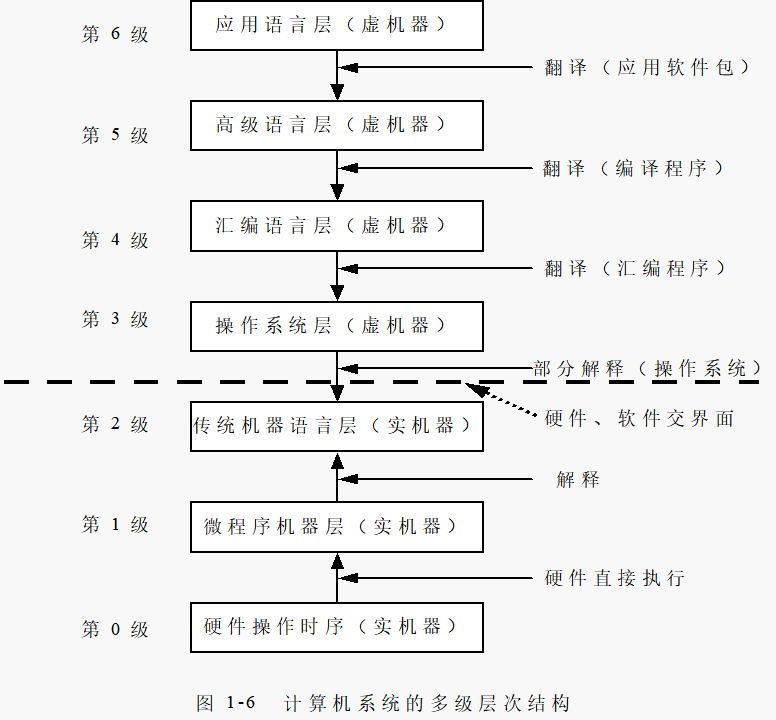 第 6 级
应用语言层（虚机器）
翻译（应用软件包）
第 5 级
高级语言层（虚机器）
翻译（编译程序）
第 4 级
汇编语言层（虚机器）
翻译（汇编程序）
第 3 级
操作系统层（虚机器）
部分解释（操作系统）
第 2 级
传统机器语言层（实机器）
硬件、软件交界面
解释
第 1 级
微程序机器层（实机器）
硬件直接执行
第 0 级
硬件操作时序（实机器）
图 1-6 计算机系统的多级层次结构